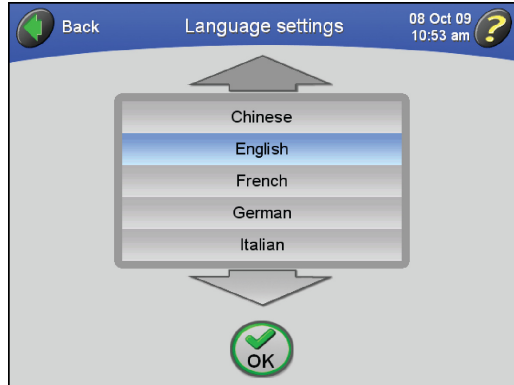 Back
Language settings
08 Oct 09
10:53 am
?
Chinese
English
French
German
Italian
OK